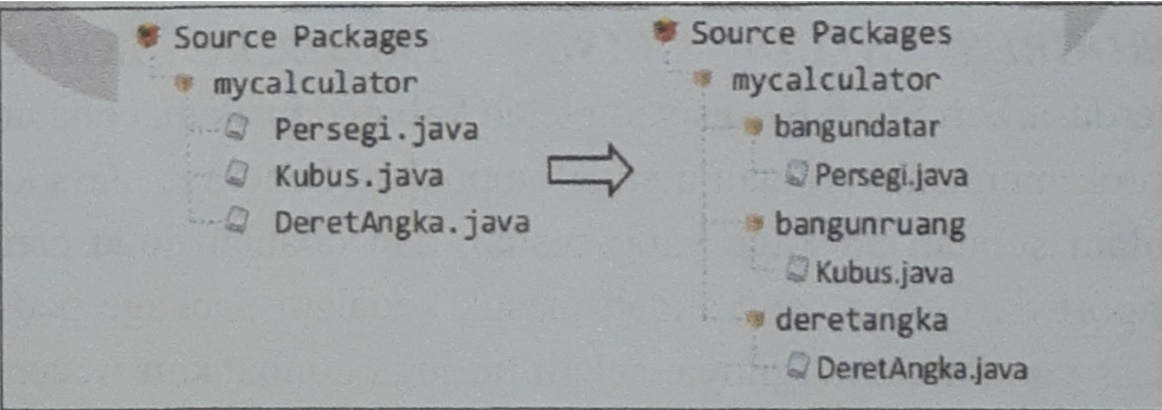 Source Packages
mycalculator
Persegi.java
Kubus.java
DeretAngka.java
Source Packages
mycalculator
bangundatar
Persegi.java
bangunruang
Kubus.java
deretangka
DeretAngka.java